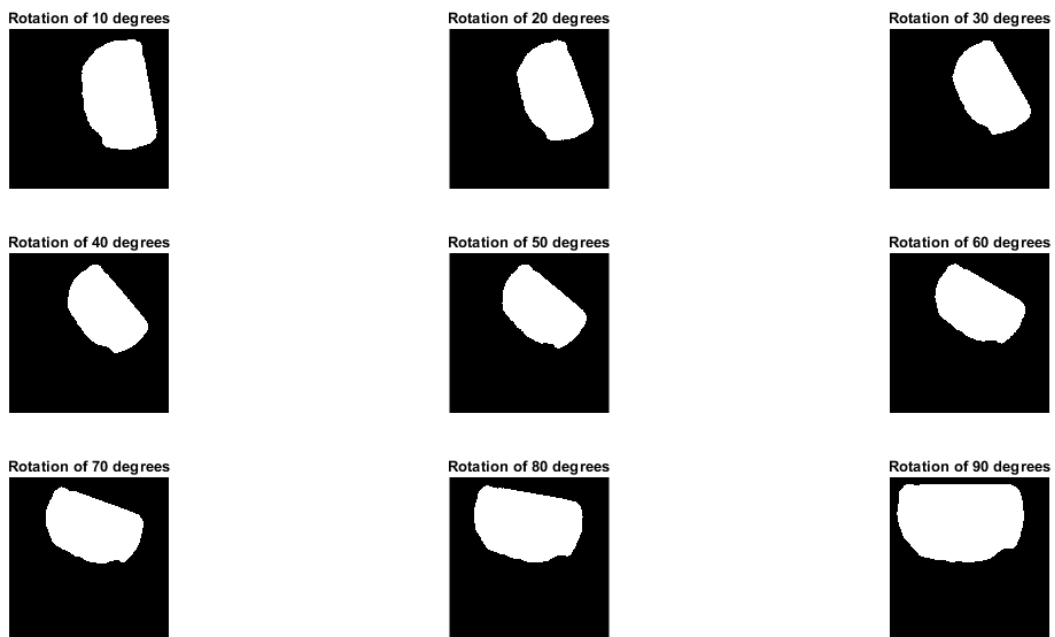 Rotation of 10 degrees
Rotation of 20 degrees
Rotation of 30 degrees
Rotation of 40 degrees
Rotation of 50 degrees
Rotation of 60 degrees
Rotation of 70 degrees
Rotation of 80 degrees
Rotation of 90 degrees